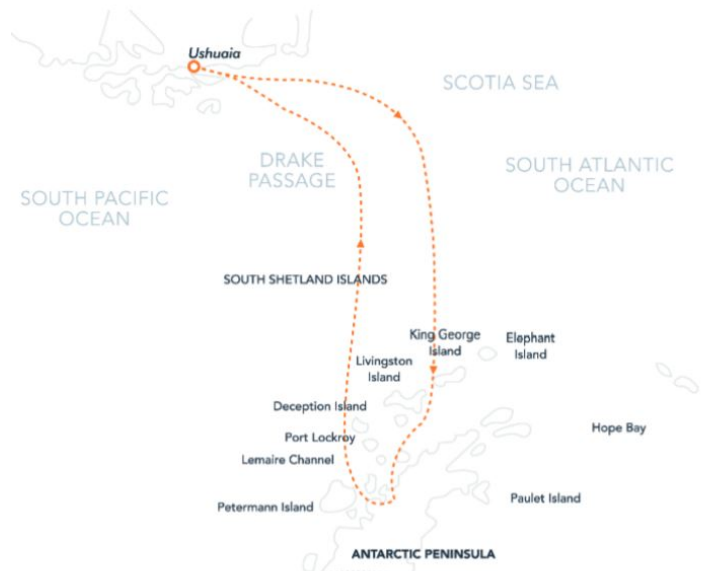 Ushuaia
SCOTIA SEA
DRAKE
PASSAGE
SOUTH ATLANTIC
OCEAN
SOUTH PACIFIC
OCEAN
SOUTH SHETLAND ISLANDS
King George
Island
Elephant
Island
Livingston
Island
Deception Island
Hope Bay
Port Lockroy
Lemaire Channel
Paulet Island
Petermann Island
ANTARCTIC PENINSULA